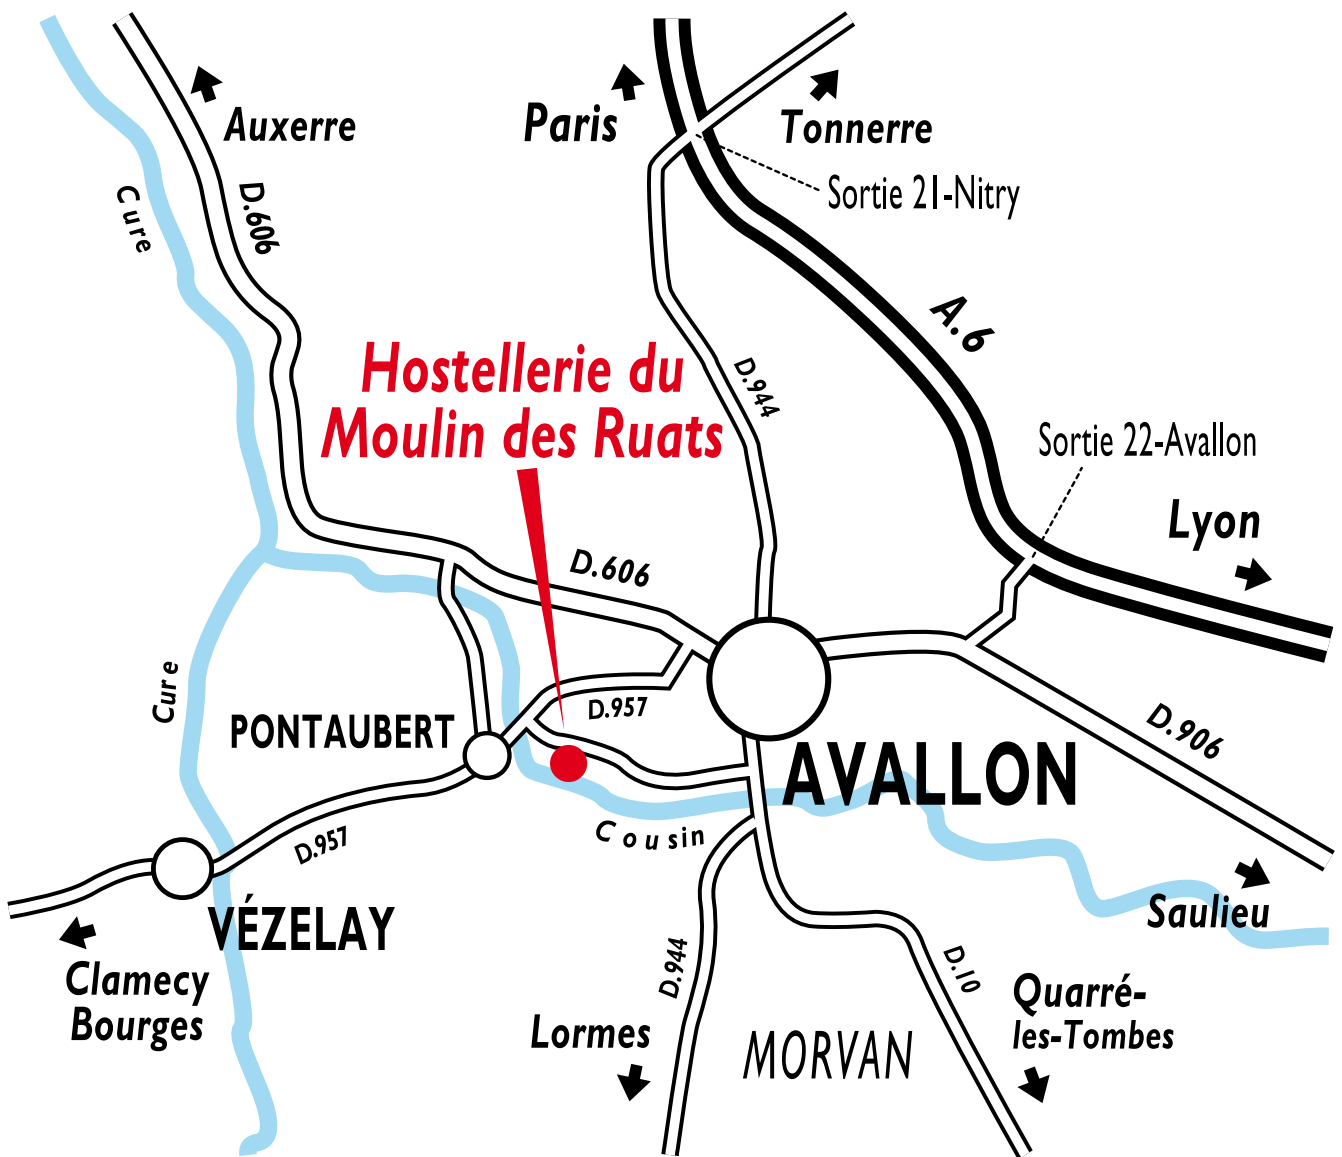 Auxerre
Paris
Tonnerre
Sortie 21-Nitry
Cure
D.606
A.6
Hostellerie du
Moulin des Ruats
D.944
Sortie 22-Avallon
Lyon
D.606
Cure
PONTAUBERT
D.957
D.906
AVALLON
Cousin
D.957
VÉZELAY
Saulieu
Clamecy
Bourges
D.944
D.10
Quarré-
les-Tombes
Lormes
MORVAN